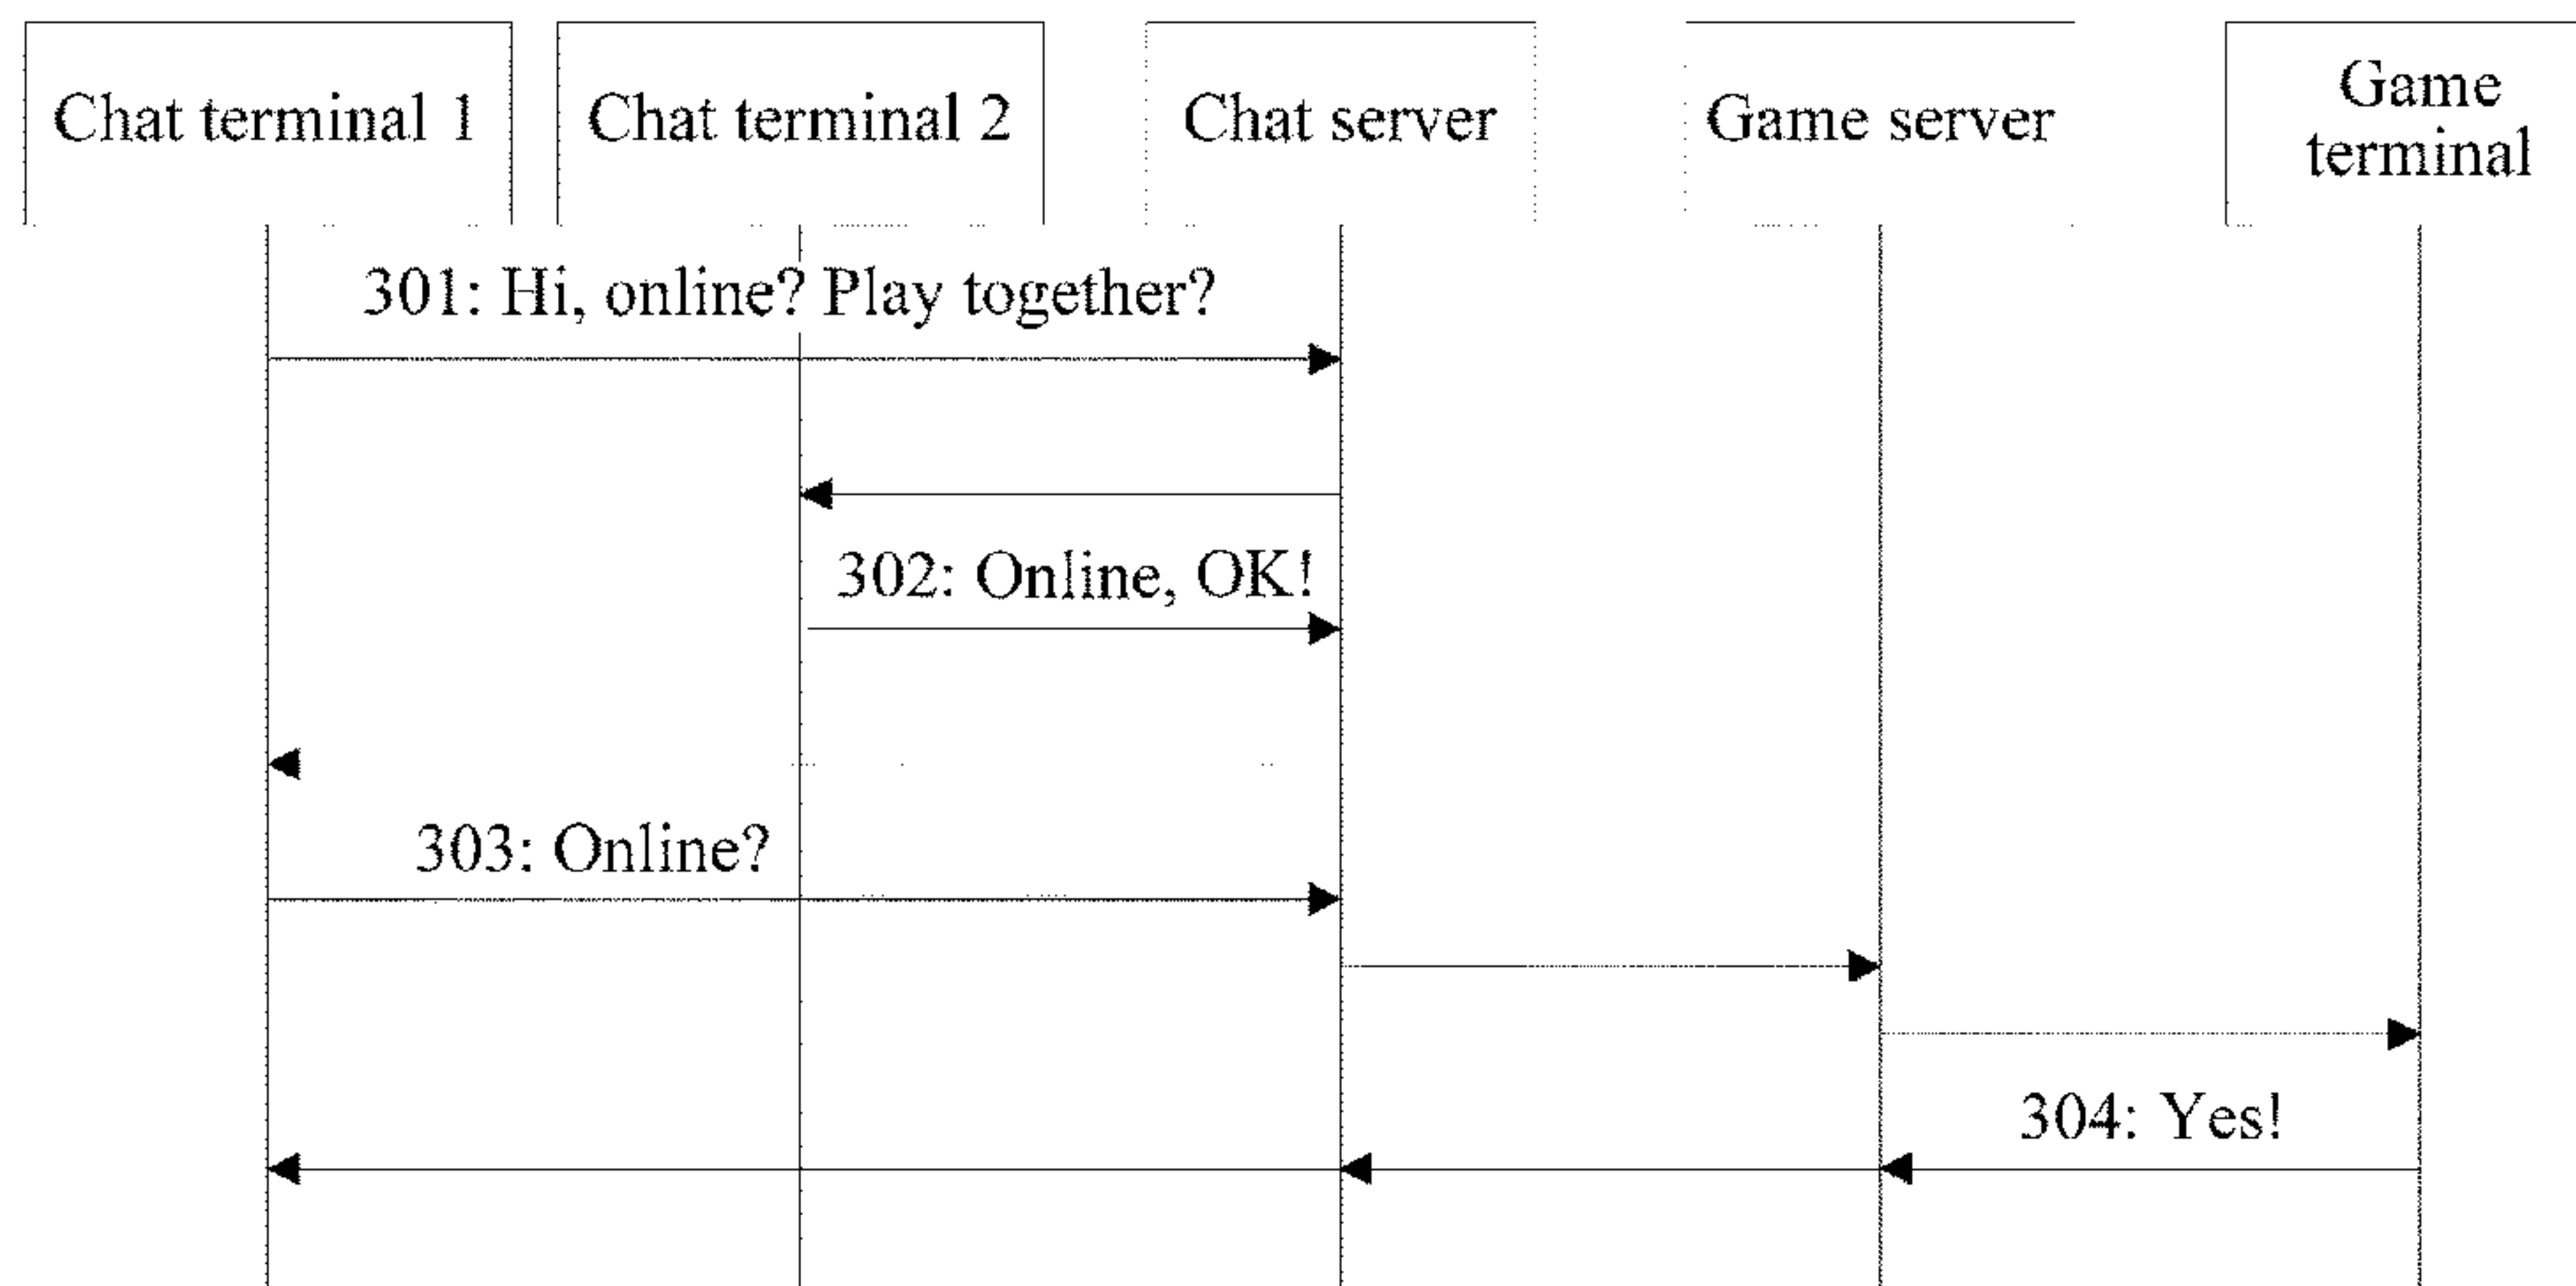 Chat terminal 1
Chat terminal 2
Chat server
Game server
Game
terminal
301: Hi, online? Play together?
302: Online, OK!
303: Online?
304: Yes!